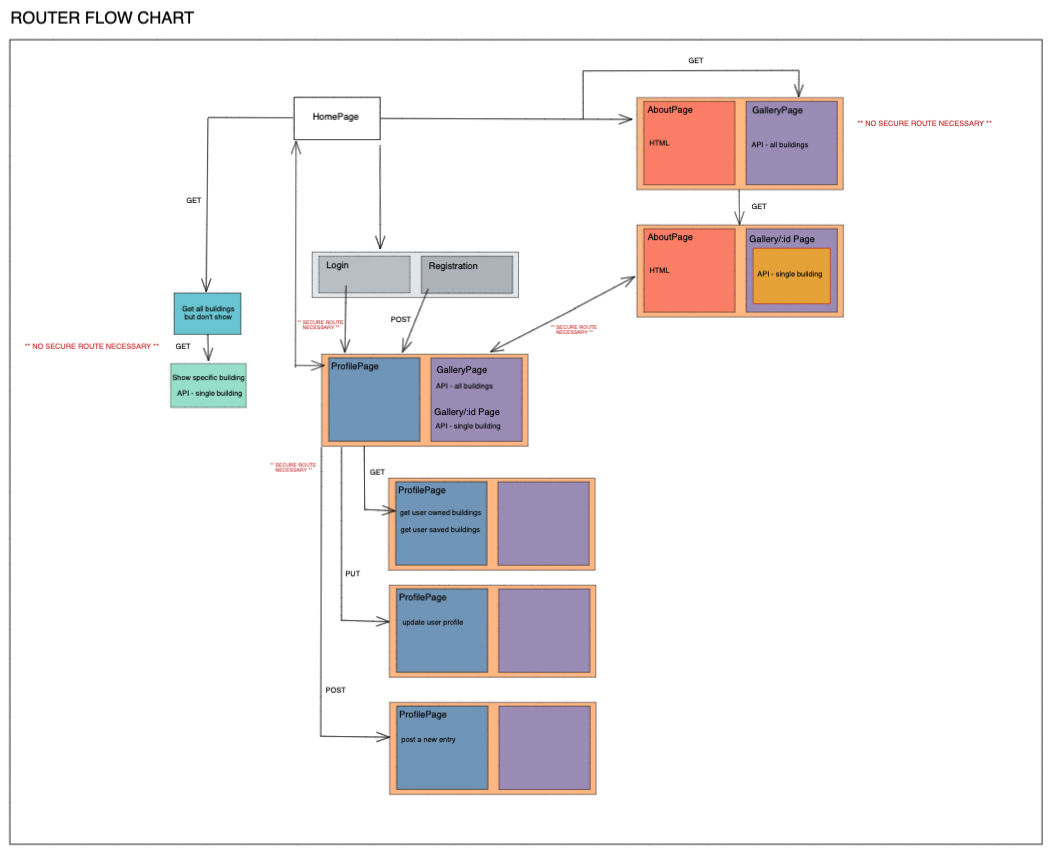 ROUTER FLOW CHART
GET
HomePage
AboutPage
HTML
GalleryPage
API - all buildings
** NO SECURE ROUTE NECESSARY **
GET
GET
AboutPage
HTML
Gallery/:id Page
API - single building
Login
Registration
Get all buildings
but don't show
** SECURE ROUTE
NECESSARY **
POST
** SECURE ROUTE
NECESSARY **
** NO SECURE ROUTE NECESSARY **
GET
Show specific building
API - single building
ProfilePage
GalleryPage
API - all buildings
Gallery/:id Page
API - single building
** SECURE ROUTE
NECESSARY **
GET
ProfilePage
get user owned buildings
get user saved buildings
PUT
ProfilePage
update user profile
POST
ProfilePage
post a new entry